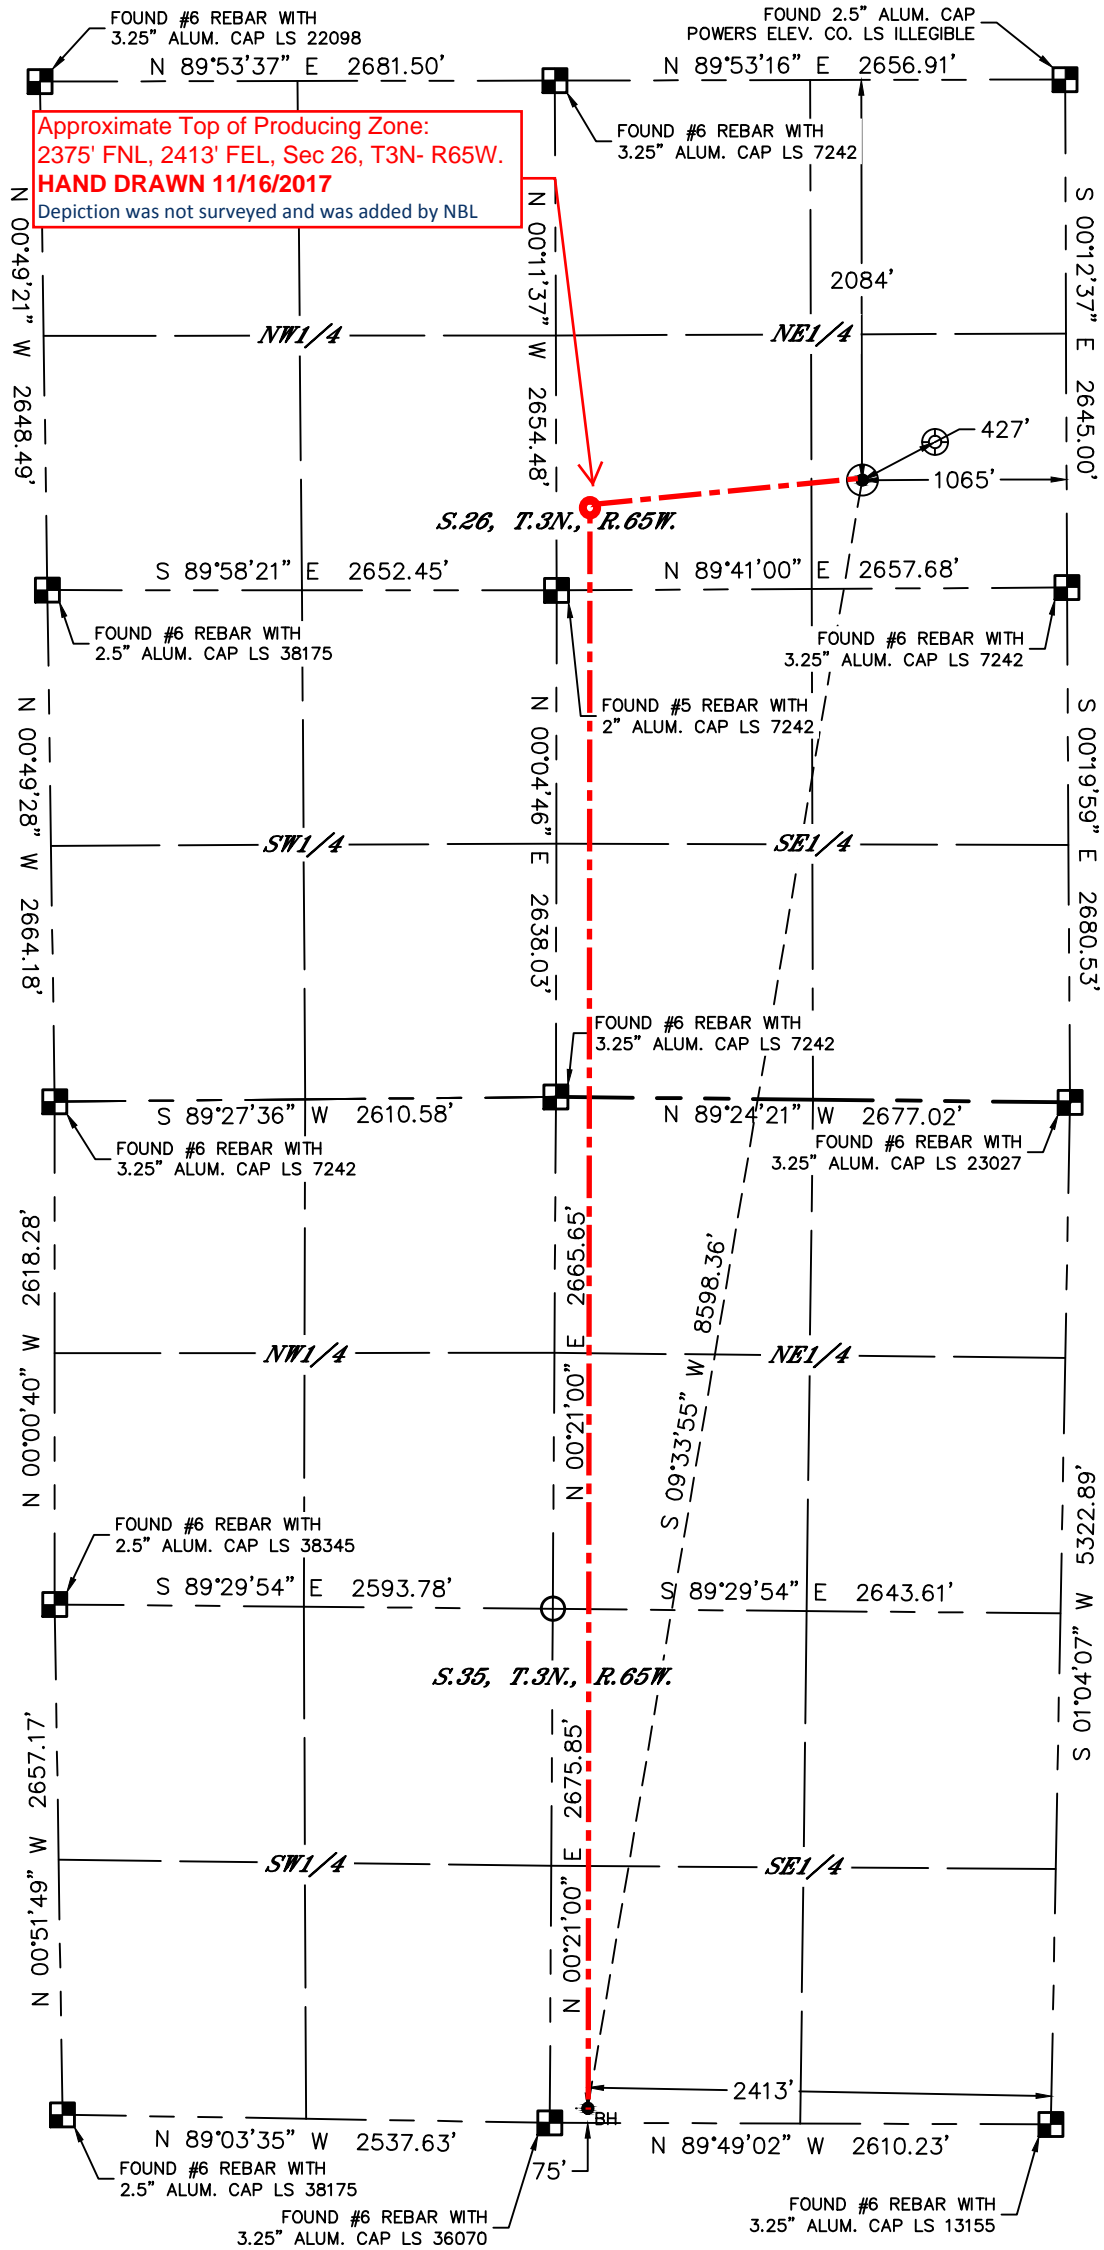 FOUND #6 REBAR WITH
3.25" ALUM. CAP LS 22098
FOUND 2.5" ALUM. CAP
POWERS ELEV. CO. LS ILLEGIBLE
N 89°53'37" E 2681.50'
N 89°53'16" E 2656.91'
Approximate Top of Producing Zone:
2375' FNL, 2413' FEL, Sec 26, T3N- R65W.
HAND DRAWN 11/16/2017
Depiction was not surveyed and was added by NBL
FOUND #6 REBAR WITH
3.25" ALUM. CAP LS 7242
N 00°49'21" W 2648.49'
N 00°11'37" W 2654.48'
S 00°12'37" E 2645.00'
2084'
NW1/4
NE1/4
427'
1065'
S.26, T.3N., R.65W.
S 89°58'21" E 2652.45'
N 89°41'00" E 2657.68'
FOUND #6 REBAR WITH
2.5" ALUM. CAP LS 38175
FOUND #6 REBAR WITH
3.25" ALUM. CAP LS 7242
FOUND #5 REBAR WITH
2" ALUM. CAP LS 7242
N 00°49'28" W 2664.18'
N 00°04'46" E 2638.03'
S 00°19'59" E 2680.53'
SW1/4
SE1/4
FOUND #6 REBAR WITH
3.25" ALUM. CAP LS 7242
S 89°27'36" W 2610.58'
N 89°24'21" W 2677.02'
FOUND #6 REBAR WITH
3.25" ALUM. CAP LS 7242
FOUND #6 REBAR WITH
3.25" ALUM. CAP LS 23027
N 00°00'40" W 2618.28'
N 00°21'00" E 2665.65'
S 09°33'55" W 8598.36'
NW1/4
NE1/4
S 01°04'07" W 5322.89'
FOUND #6 REBAR WITH
2.5" ALUM. CAP LS 38345
S 89°29'54" E 2593.78'
S 89°29'54" E 2643.61'
S.35, T.3N., R.65W.
N 00°51'49" W 2657.17'
N 00°21'00" E 2675.85'
SW1/4
SE1/4
2413'
BH
N 89°03'35" W 2537.63'
N 89°49'02" W 2610.23'
75'
FOUND #6 REBAR WITH
2.5" ALUM. CAP LS 38175
FOUND #6 REBAR WITH
3.25" ALUM. CAP LS 36070
FOUND #6 REBAR WITH
3.25" ALUM. CAP LS 13155